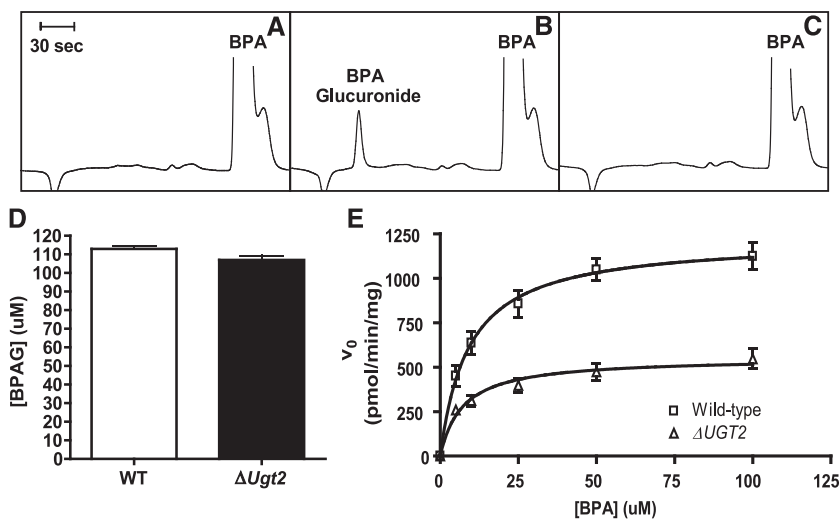 A
30 sec
BPA
B
BPA
Glucuronide
BPA
C
BPA
D
120
110
100
90
80
70
60
50
40
30
20
10
0
[BPAG] (uM)
WT
ΔUgt2
E
1250
1000
750
500
250
0
v0
(pmol/min/mg)
Wild-type
ΔUGT2
0
25
50
75
100
125
[BPA] (uM)